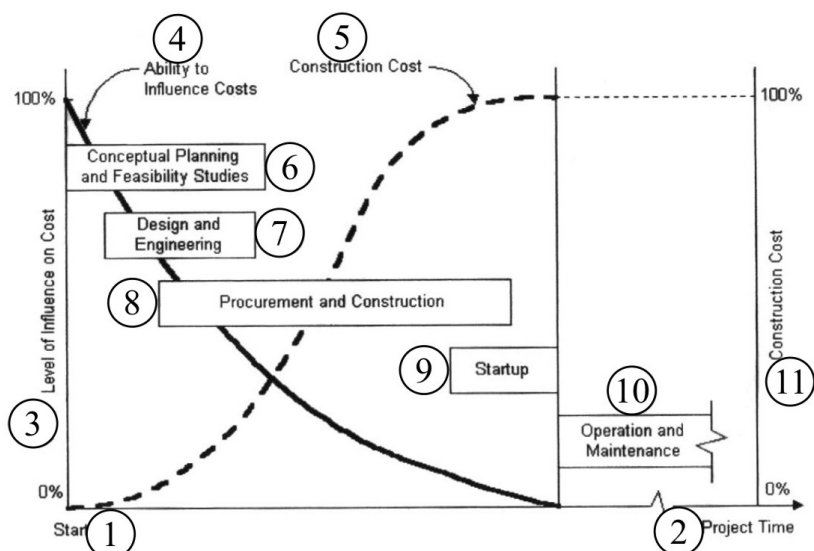 4
5
Ability to
Influence Costs
Construction Cost
100%
100%
Conceptual Planning
and Feasibility Studies
6
Design and
Engineering
7
8
Procurement and Construction
Level of Influence on Cost
Construction Cost
9
Startup
10
11
3
Operation and
Maintenance
0%
0%
Start
1
2
Project Time